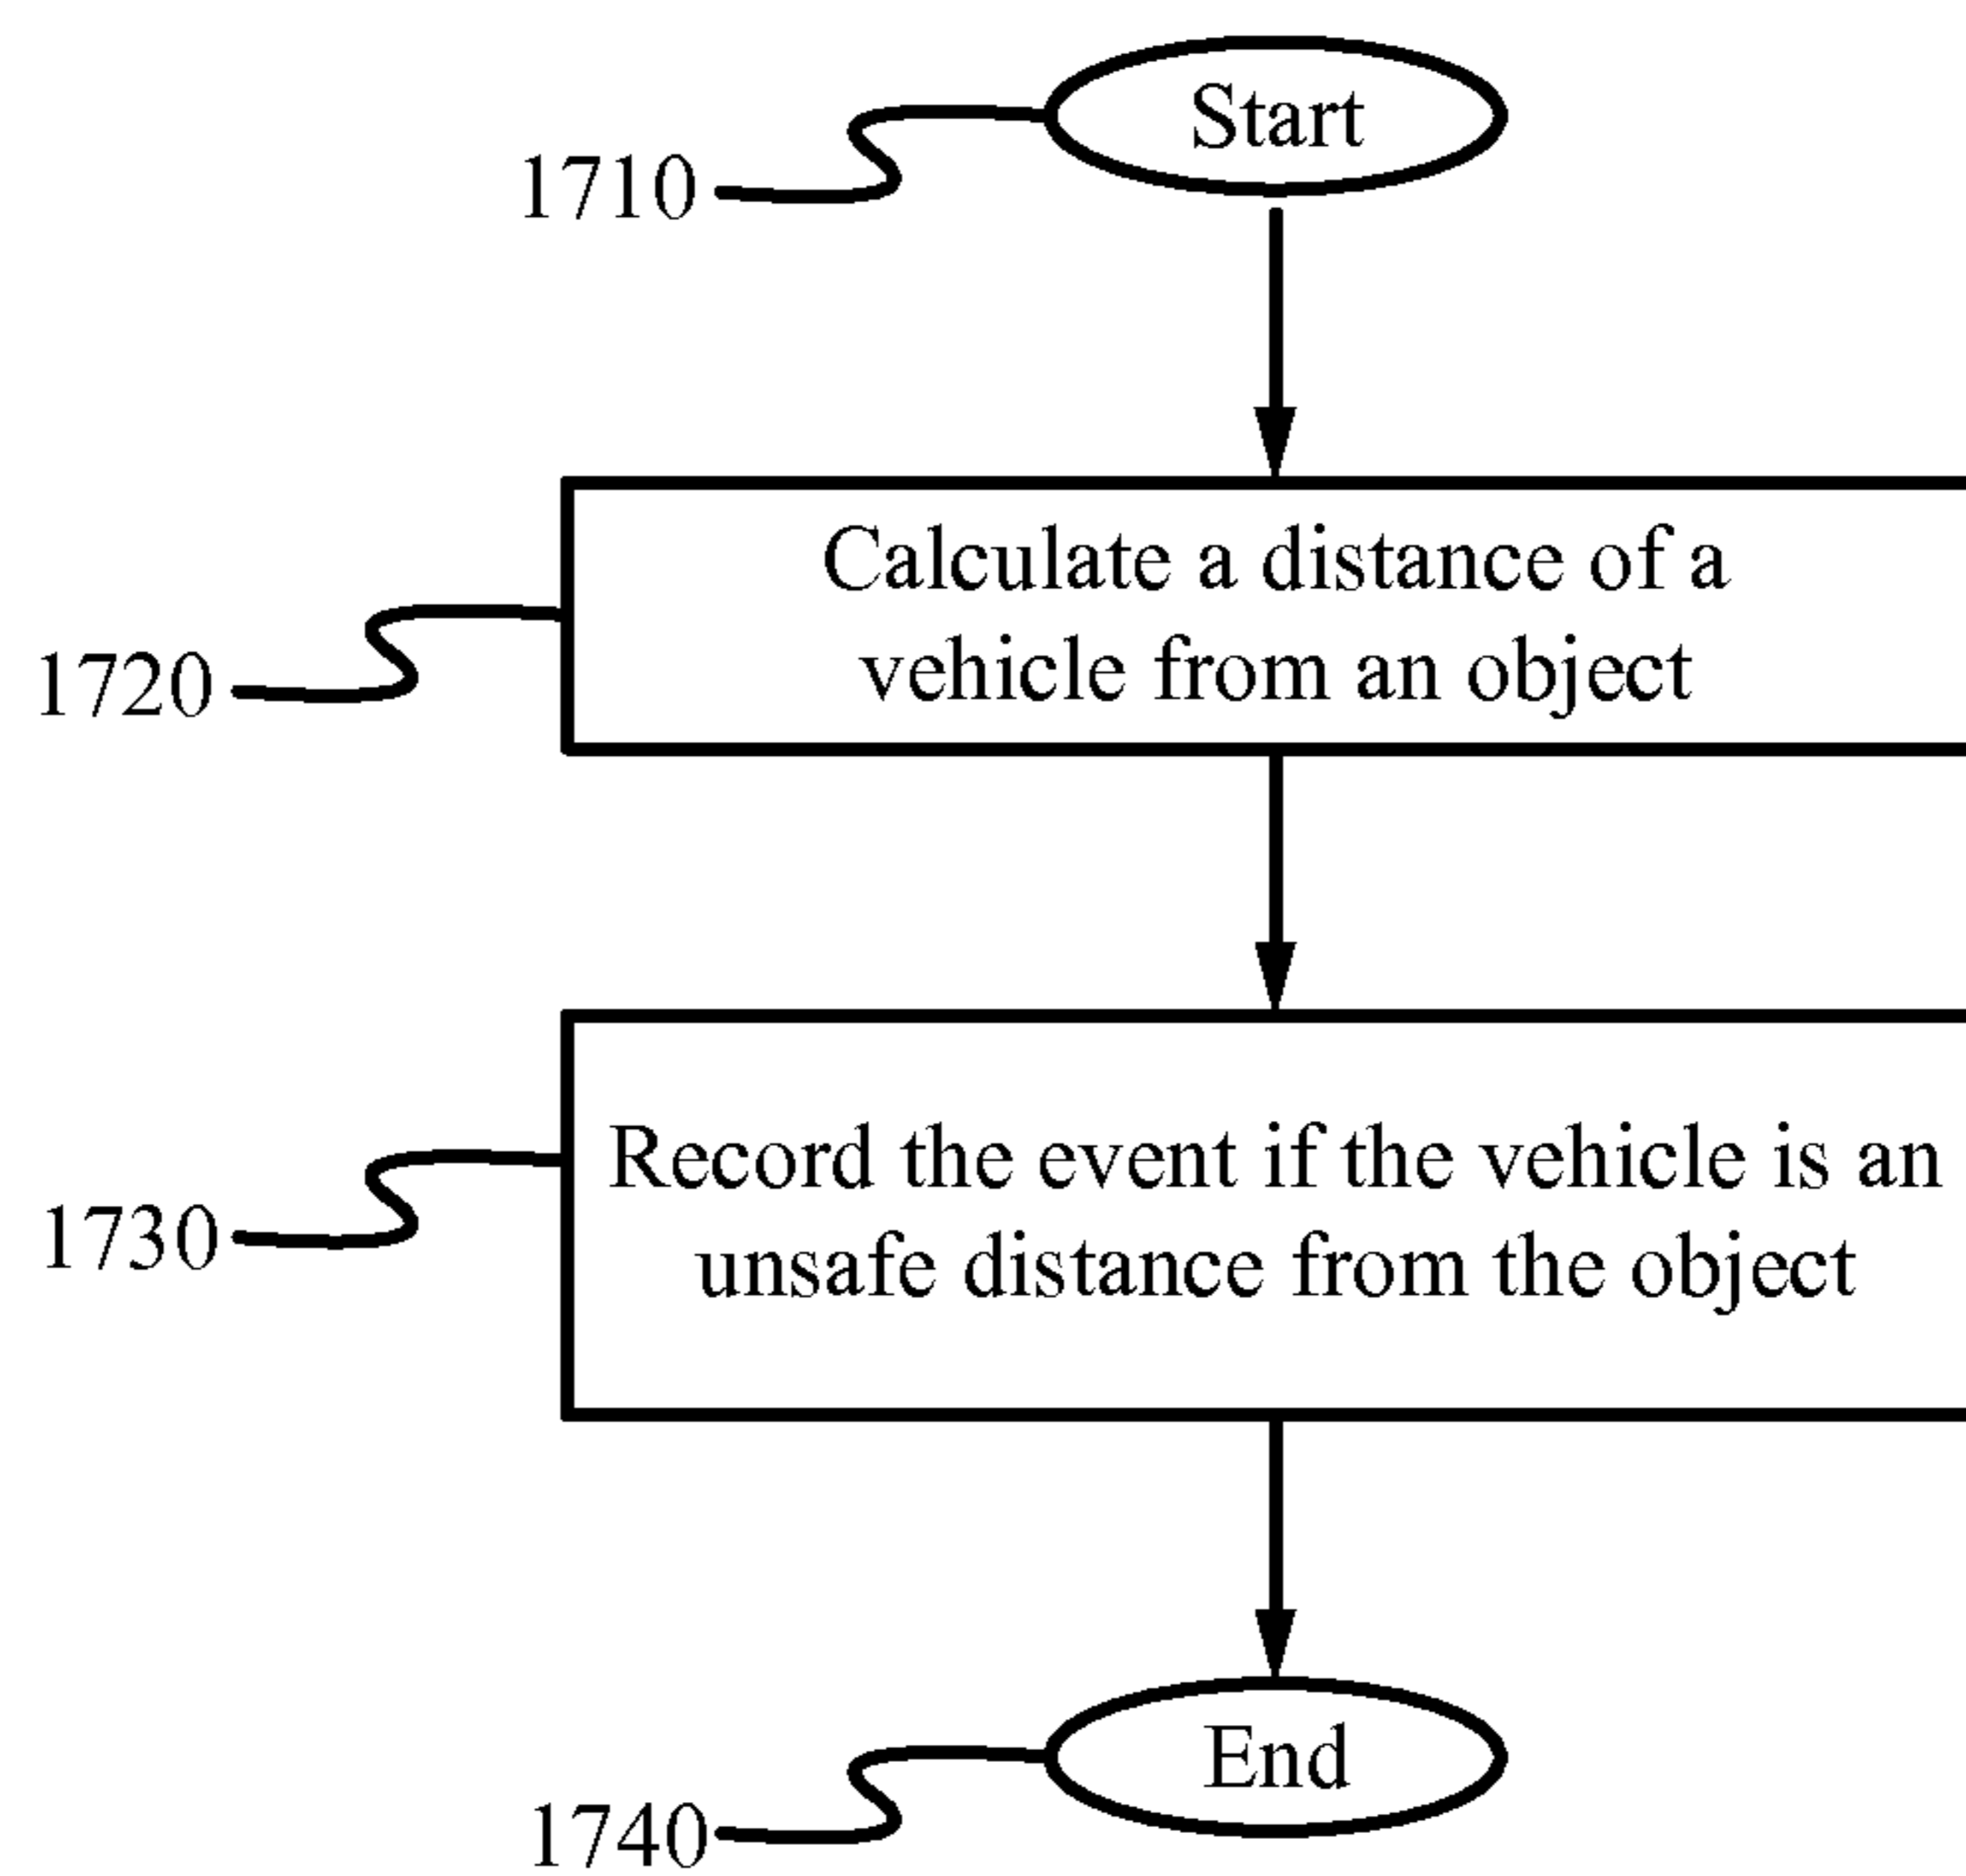 Start
1710
Calculate a distance of a
vehicle from an object
1720
Record the event if the vehicle is an
unsafe distance from the object
1730
End
1740